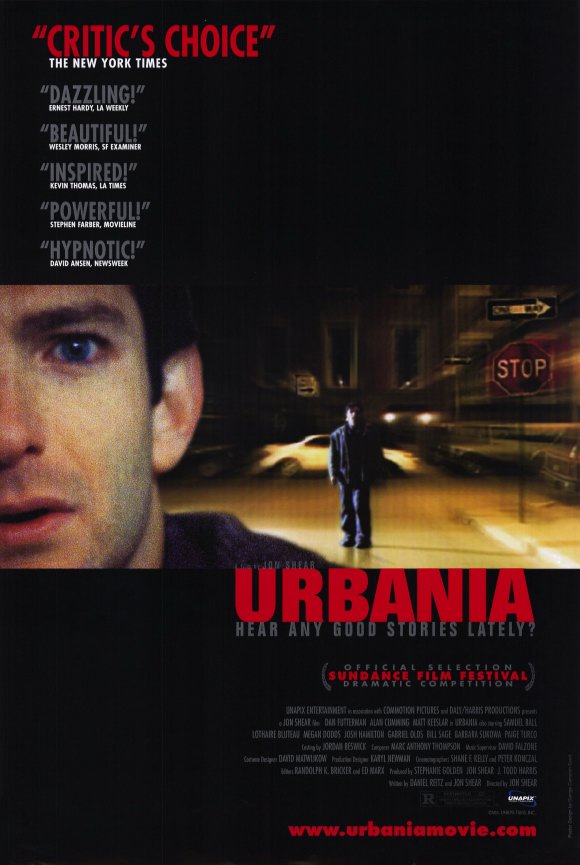 “CRITIC'S CHOICE”
THE NEW YORK TIMES
“DAZZLING!”
ERNEST HARDY, LA WEEKLY
“BEAUTIFUL!”
WESLEY MORRIS, SF EXAMINER
“INSPIRED!”
KEVIN THOMAS, LA TIMES
“POWERFUL!”
STEPHEN FARBER, MOVIELINE
“HYPNOTIC!”
DAVID ANSEN, NEWSWEEK
STOP
a film by JON SHEAR
URBANIA
HEAR ANY GOOD STORIES LATELY?
OFFICIAL SELECTION
SUNDANCE FILM FESTIVAL
DRAMATIC COMPETITION
UNAPIX ENTERTAINMENT in association with COMMOTION PICTURES and DALY/HARRIS PRODUCTIONS presents
a JON SHEAR film DAN FUTTERMAN ALAN CUMMING MATT KEESLAR in URBANIA also starring SAMUEL BALL
LOTHAIRE BLUTEAU MEGAN DODDS JOSH HAMILTON GABRIEL OLDS BILL SAGE BARBARA SUKOWA PAIGE TURCO
Casting by JORDAN BESWICK Composer MARC ANTHONY THOMPSON Music Supervisor DAVID FALZONE
Costume Designer DAVID MATWIJKOW Production Designer KARYL NEWMAN Cinematographers SHANE F. KELLY and PETER KONCZAL
Editors RANDOLPH K. BRICKER and ED MARX Produced by STEPHANIE GOLDEN JON SHEAR J. TODD HARRIS
Written by DANIEL REITZ and JON SHEAR Directed by JON SHEAR
R UNAPIX
www.urbaniamovie.com